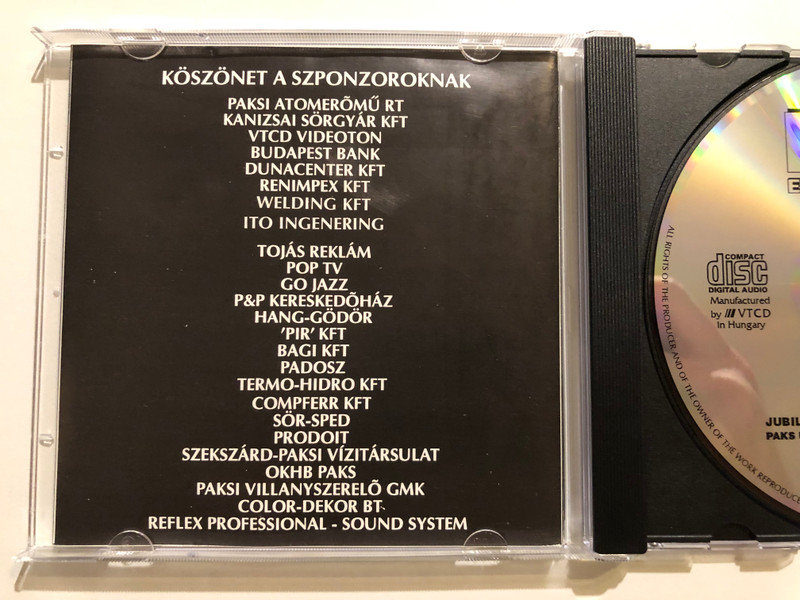 KÖSZÖNET A SZPONZOROKNAK
PAKSI ATOMERÕMŰ RT
KANIZSAI SÖRGYÁR KFT
VTCD VIDEOTON
BUDAPEST BANK
DUNACENTER KFT
RENIMPEX KFT
WELDING KFT
ITO INGENERING
TOJÁS REKLÁM
POP TV
GO JAZZ
P&P KERESKEDÕHÁZ
HANG-GÖDÖR
'PIR' KFT
BAGI KFT
PADOSZ
TERMO-HIDRO KFT
COMPFERR KFT
SÖR-SPED
PRODOIT
SZEKSZÁRD-PAKSI VÍZITÁRSULAT
OKHB PAKS
PAKSI VILLANYSZERELÕ GMK
COLOR-DEKOR BT
REFLEX PROFESSIONAL - SOUND SYSTEM
COMPACT
disc
DIGITAL AUDIO
Manufactured
by VTCD
in Hungary
JUBIL
PAKS
ALL RIGHTS OF THE PRODUCER AND OF THE OWNER OF THE WORK REPRODUCE